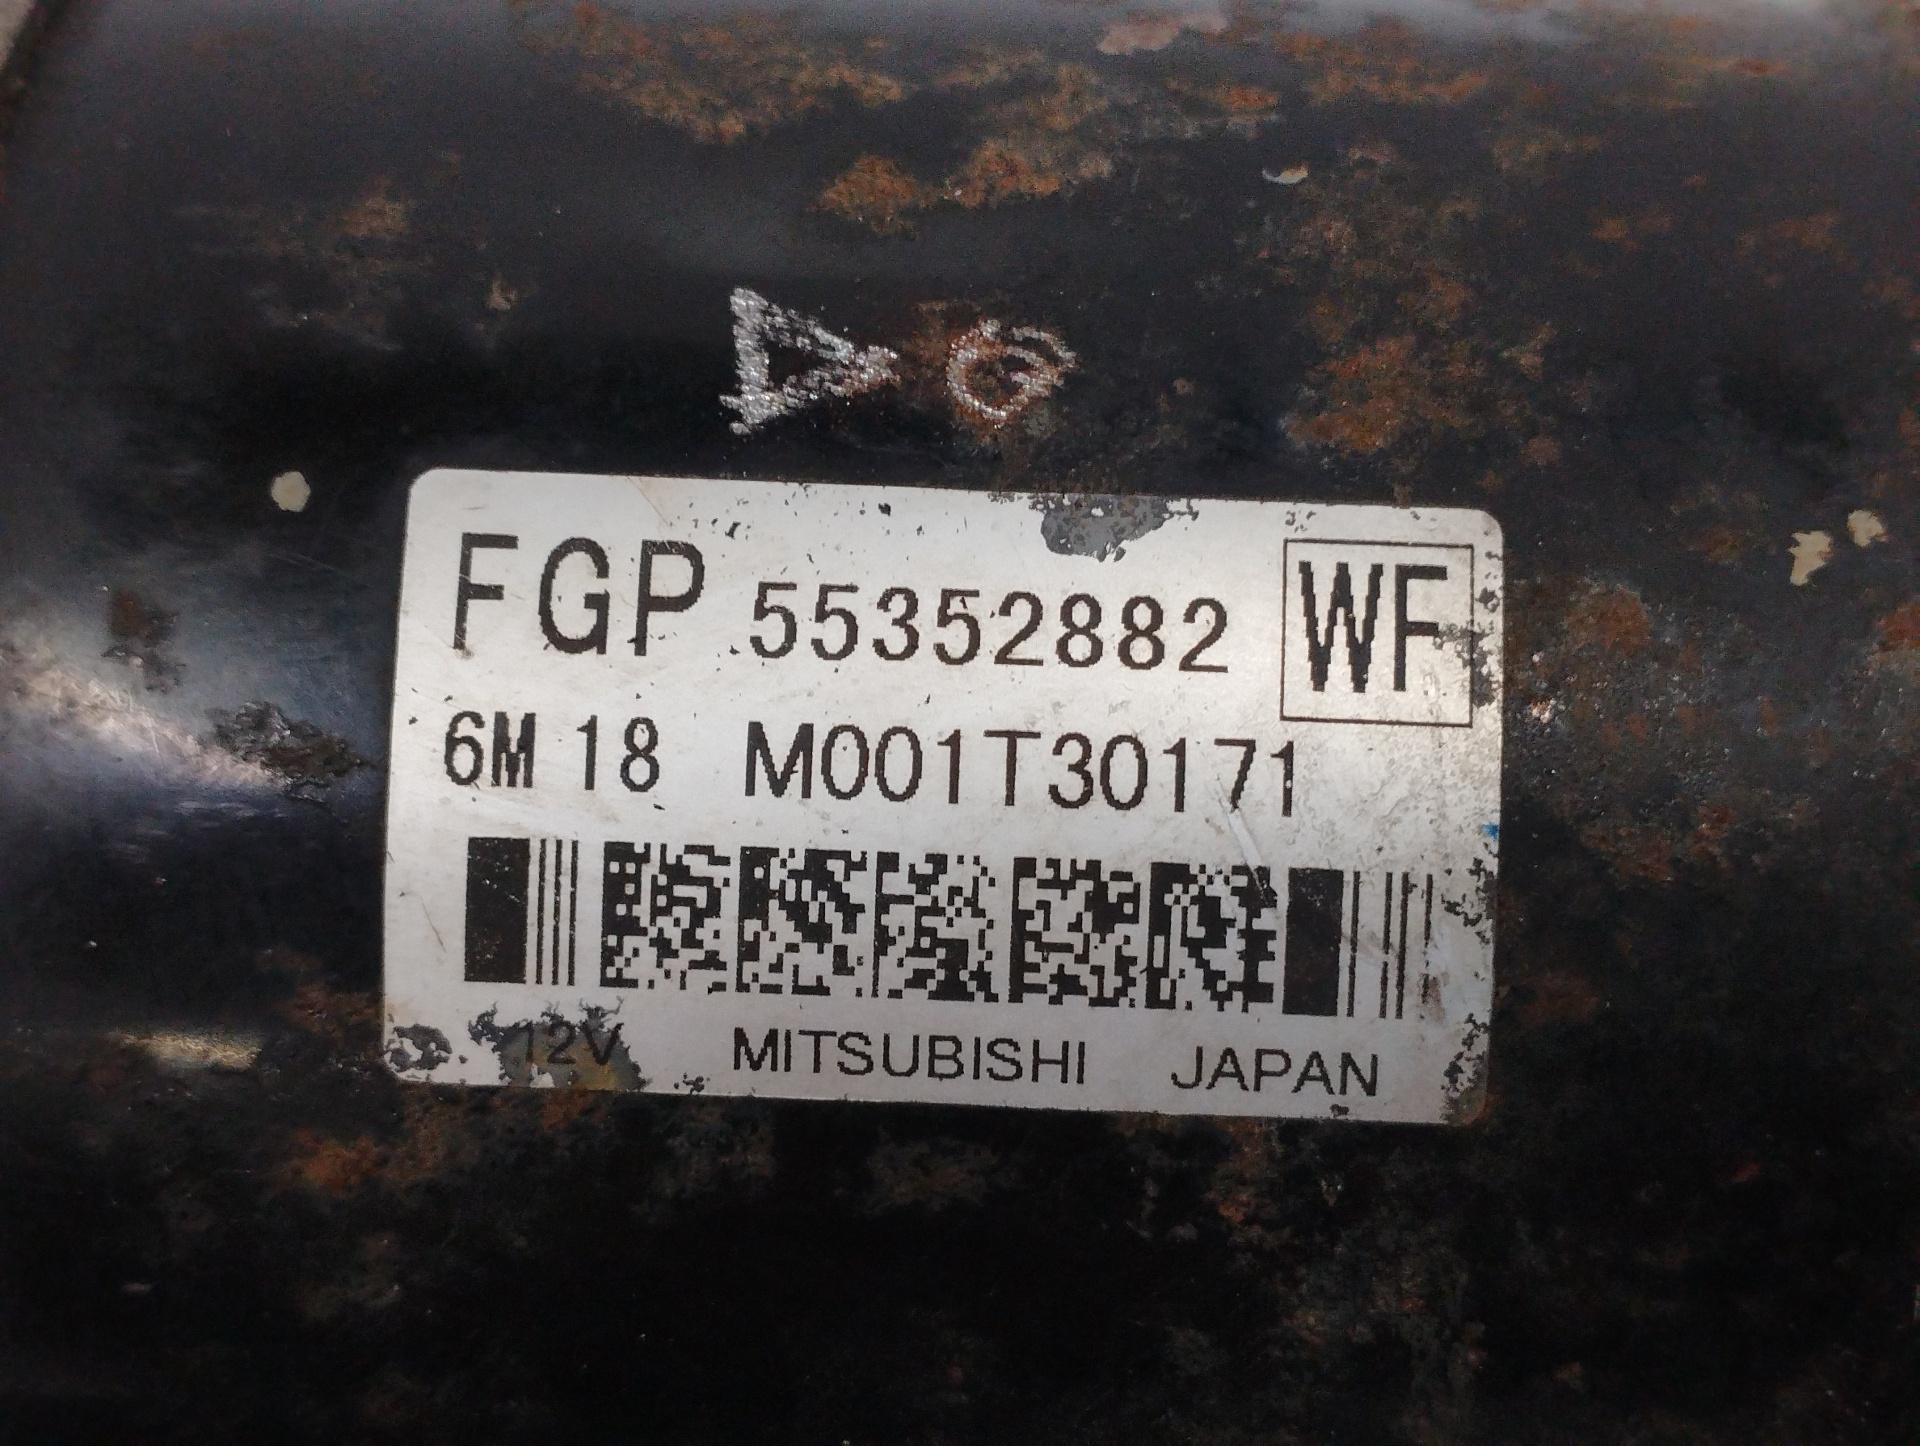 FGP 55352882 WF
6M 18 M001T30171
12V MITSUBISHI JAPAN